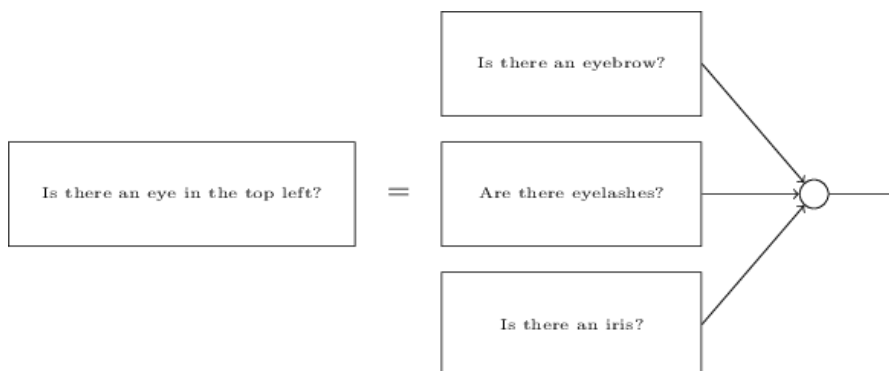 Is there an eyebrow?
Is there an eye in the top left?
=
Are there eyelashes?
Is there an iris?